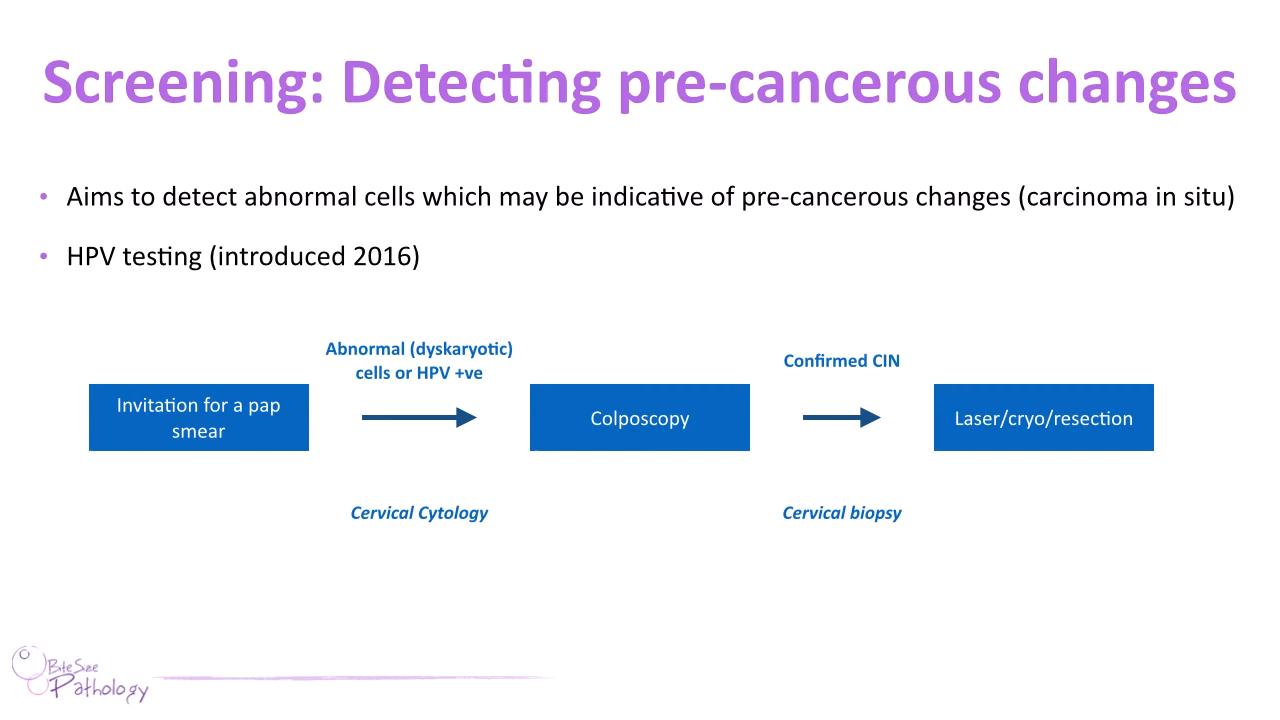 Screening: Detecting pre-cancerous changes
• Aims to detect abnormal cells which may be indicative of pre-cancerous changes (carcinoma in situ)
• HPV testing (introduced 2016)
Abnormal (dyskaryotic)
cells or HPV +ve
Confirmed CIN
Invitation for a pap
smear
Colposcopy
Laser/cryo/resection
Cervical Cytology
Cervical biopsy
Bite Size
Pathology